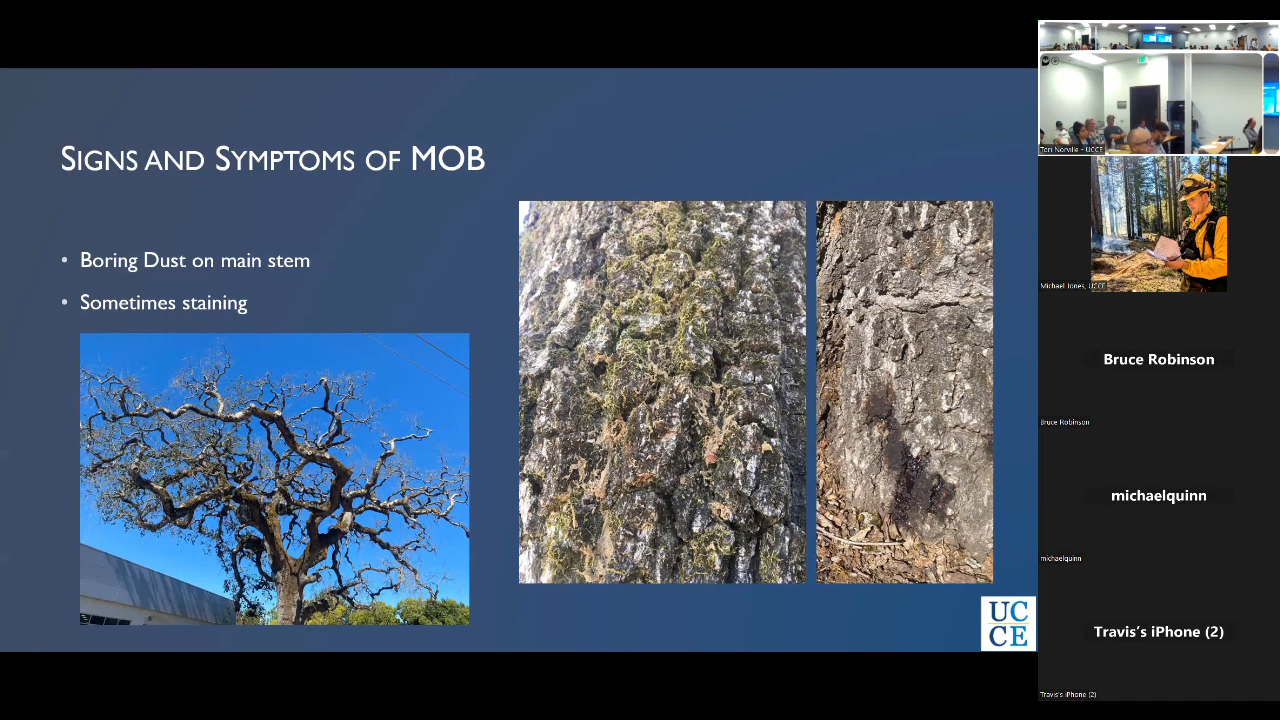 SIGNS AND SYMPTOMS OF MOB
• Boring Dust on main stem
• Sometimes staining
UC
CE
Teri Norville - UCCE
Michael Jones, UCCE
Bruce Robinson
Bruce Robinson
michaelquinn
michaelquinn
Travis's iPhone (2)
Travis's iPhone (2)